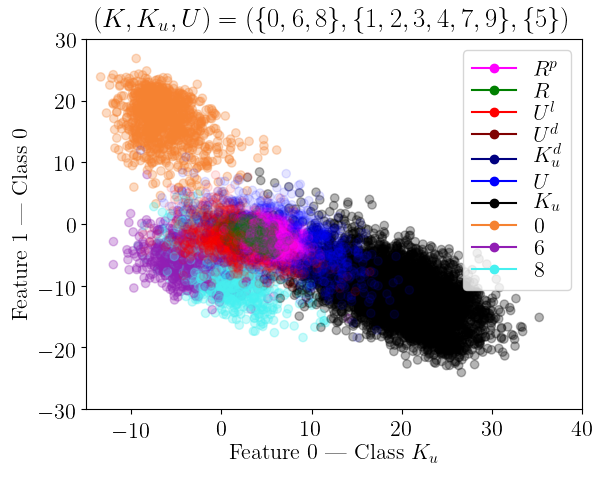 (K, K_u, U) = ({0, 6, 8}, {1, 2, 3, 4, 7, 9}, {5})
30
20
10
0
−10
−20
−30
Feature 1 — Class 0
R^p
R
U^l
U^d
K_u^d
U
K_u
0
6
8
−10
0
10
20
30
40
Feature 0 — Class K_u